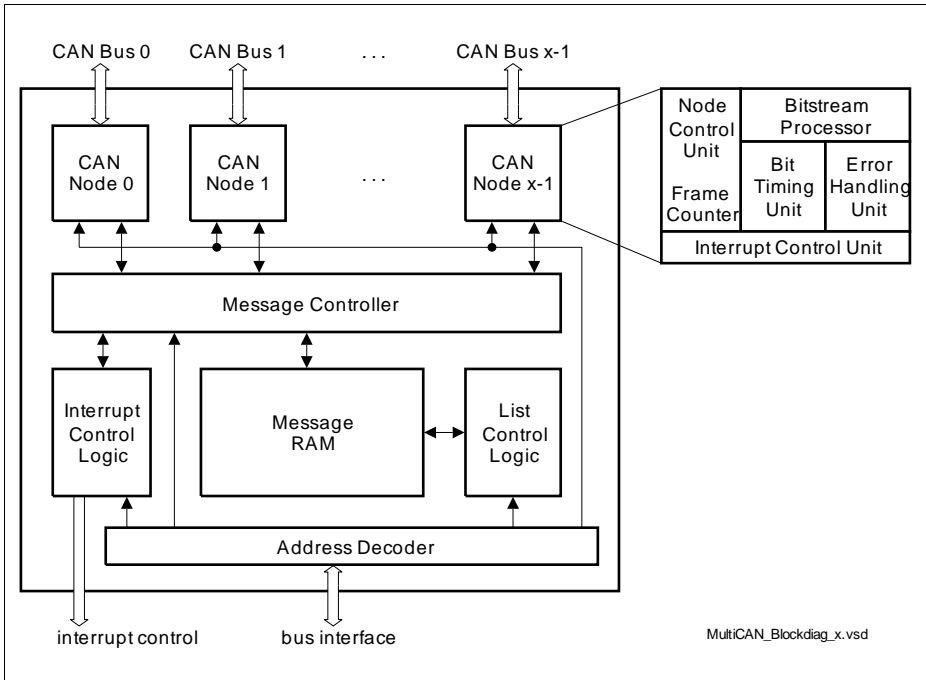 CAN Bus 0
CAN Bus 1
. . .
CAN Bus x-1
CAN
Node 0
CAN
Node 1
. . .
CAN
Node x-1
Node
Control
Unit
Frame
Counter
Bitstream
Processor
Bit
Timing
Unit
Error
Handling
Unit
Interrupt Control Unit
Message Controller
Interrupt
Control
Logic
Message
RAM
List
Control
Logic
Address Decoder
interrupt control
bus interface
MultiCAN_Blockdiag_x.vsd